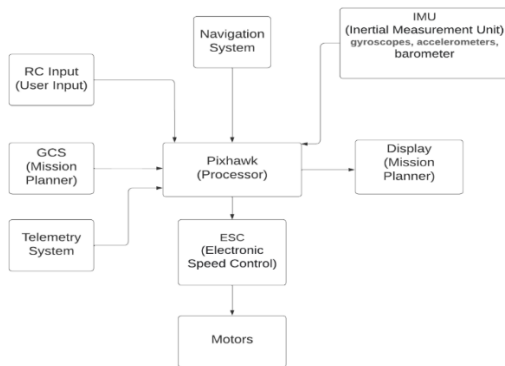 Navigation
System
IMU
(Inertial Measurement Unit)
gyroscopes, accelerometers,
barometer
RC Input
(User Input)
GCS
(Mission
Planner)
Pixhawk
(Processor)
Display
(Mission
Planner)
Telemetry
System
ESC
(Electronic
Speed Control)
Motors